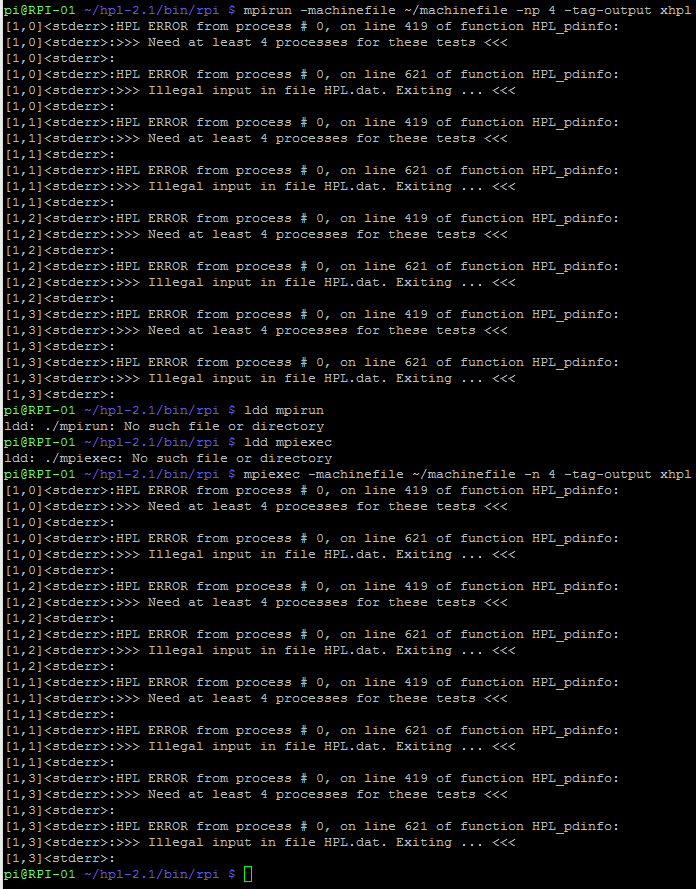 pi@RPI-01 ~/hpl-2.1/bin/rpi $ mpirun -machinefile ~/machinefile -np 4 -tag-output xhpl
[1,0]<stderr>:HPL ERROR from process # 0, on line 419 of function HPL_pdinfo:
[1,0]<stderr>:>>> Need at least 4 processes for these tests <<<
[1,0]<stderr>:
[1,0]<stderr>:HPL ERROR from process # 0, on line 621 of function HPL_pdinfo:
[1,0]<stderr>:>>> Illegal input in file HPL.dat. Exiting ... <<<
[1,0]<stderr>:
[1,1]<stderr>:HPL ERROR from process # 0, on line 419 of function HPL_pdinfo:
[1,1]<stderr>:>>> Need at least 4 processes for these tests <<<
[1,1]<stderr>:
[1,1]<stderr>:HPL ERROR from process # 0, on line 621 of function HPL_pdinfo:
[1,1]<stderr>:>>> Illegal input in file HPL.dat. Exiting ... <<<
[1,1]<stderr>:
[1,2]<stderr>:HPL ERROR from process # 0, on line 419 of function HPL_pdinfo:
[1,2]<stderr>:>>> Need at least 4 processes for these tests <<<
[1,2]<stderr>:
[1,2]<stderr>:HPL ERROR from process # 0, on line 621 of function HPL_pdinfo:
[1,2]<stderr>:>>> Illegal input in file HPL.dat. Exiting ... <<<
[1,2]<stderr>:
[1,3]<stderr>:HPL ERROR from process # 0, on line 419 of function HPL_pdinfo:
[1,3]<stderr>:>>> Need at least 4 processes for these tests <<<
[1,3]<stderr>:
[1,3]<stderr>:HPL ERROR from process # 0, on line 621 of function HPL_pdinfo:
[1,3]<stderr>:>>> Illegal input in file HPL.dat. Exiting ... <<<
[1,3]<stderr>:
pi@RPI-01 ~/hpl-2.1/bin/rpi $ ldd mpirun
ldd: ./mpirun: No such file or directory
pi@RPI-01 ~/hpl-2.1/bin/rpi $ ldd mpiexec
ldd: ./mpiexec: No such file or directory
pi@RPI-01 ~/hpl-2.1/bin/rpi $ mpiexec -machinefile ~/machinefile -n 4 -tag-output xhpl
[1,0]<stderr>:HPL ERROR from process # 0, on line 419 of function HPL_pdinfo:
[1,0]<stderr>:>>> Need at least 4 processes for these tests <<<
[1,0]<stderr>:
[1,0]<stderr>:HPL ERROR from process # 0, on line 621 of function HPL_pdinfo:
[1,0]<stderr>:>>> Illegal input in file HPL.dat. Exiting ... <<<
[1,0]<stderr>:
[1,2]<stderr>:HPL ERROR from process # 0, on line 419 of function HPL_pdinfo:
[1,2]<stderr>:>>> Need at least 4 processes for these tests <<<
[1,2]<stderr>:
[1,2]<stderr>:HPL ERROR from process # 0, on line 621 of function HPL_pdinfo:
[1,2]<stderr>:>>> Illegal input in file HPL.dat. Exiting ... <<<
[1,2]<stderr>:
[1,1]<stderr>:HPL ERROR from process # 0, on line 419 of function HPL_pdinfo:
[1,1]<stderr>:>>> Need at least 4 processes for these tests <<<
[1,1]<stderr>:
[1,1]<stderr>:HPL ERROR from process # 0, on line 621 of function HPL_pdinfo:
[1,1]<stderr>:>>> Illegal input in file HPL.dat. Exiting ... <<<
[1,1]<stderr>:
[1,3]<stderr>:HPL ERROR from process # 0, on line 419 of function HPL_pdinfo:
[1,3]<stderr>:>>> Need at least 4 processes for these tests <<<
[1,3]<stderr>:
[1,3]<stderr>:HPL ERROR from process # 0, on line 621 of function HPL_pdinfo:
[1,3]<stderr>:>>> Illegal input in file HPL.dat. Exiting ... <<<
[1,3]<stderr>:
pi@RPI-01 ~/hpl-2.1/bin/rpi $